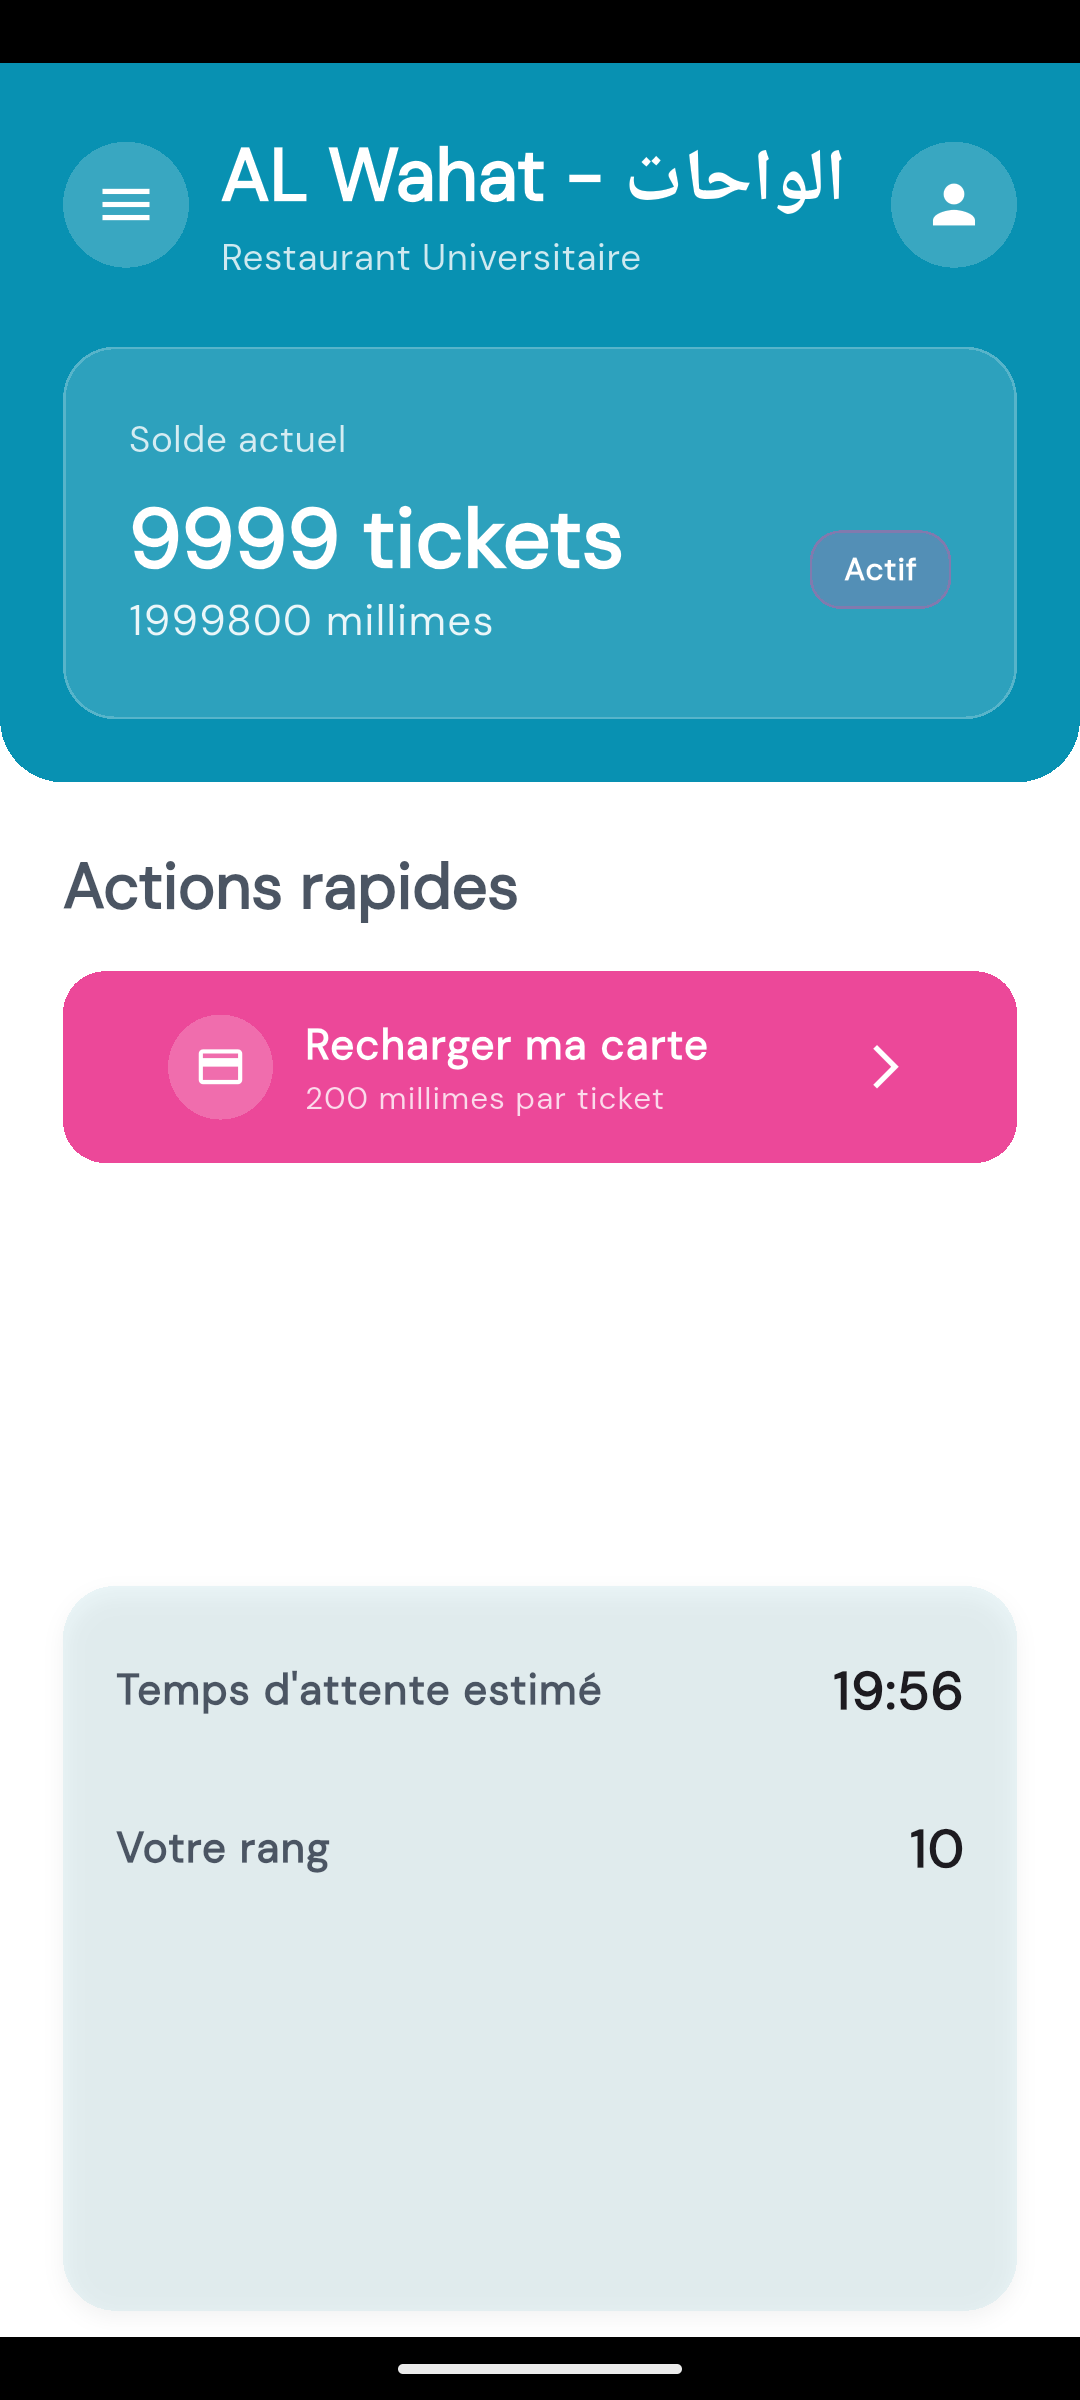 AL Wahat - الواحات
Restaurant Universitaire
Solde actuel
9999 tickets
1999800 millimes
Actif
Actions rapides
Recharger ma carte
200 millimes par ticket
Temps d'attente estimé 19:56
Votre rang 10